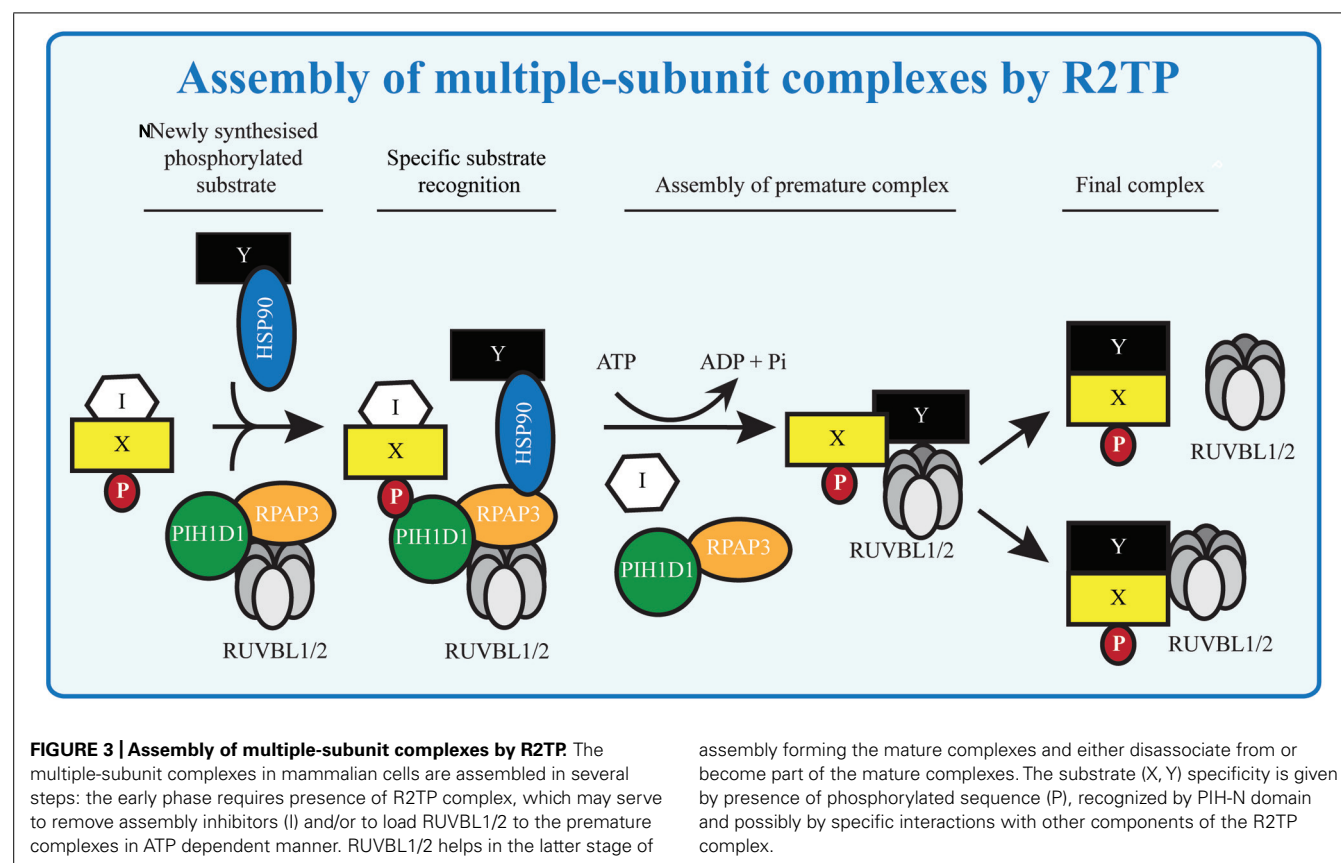 Assembly of multiple-subunit complexes by R2TP
NNewly synthesised
phosphorylated
substrate
Specific substrate
recognition
Assembly of premature complex
Final complex
Y
HSP90
I
X
P
PIH1D1
RPAP3
RUVBL1/2
Y
HSP90
I
X
P
PIH1D1
RPAP3
RUVBL1/2
ATP
ADP + Pi
I
PIH1D1
RPAP3
Y
X
P
RUVBL1/2
Y
X
P
RUVBL1/2
Y
X
P
RUVBL1/2
FIGURE 3 | Assembly of multiple-subunit complexes by R2TP. The
multiple-subunit complexes in mammalian cells are assembled in several
steps: the early phase requires presence of R2TP complex, which may serve
to remove assembly inhibitors (I) and/or to load RUVBL1/2 to the premature
complexes in ATP dependent manner. RUVBL1/2 helps in the latter stage of
assembly forming the mature complexes and either disassociate from or
become part of the mature complexes. The substrate (X, Y) specificity is given
by presence of phosphorylated sequence (P), recognized by PIH-N domain
and possibly by specific interactions with other components of the R2TP
complex.